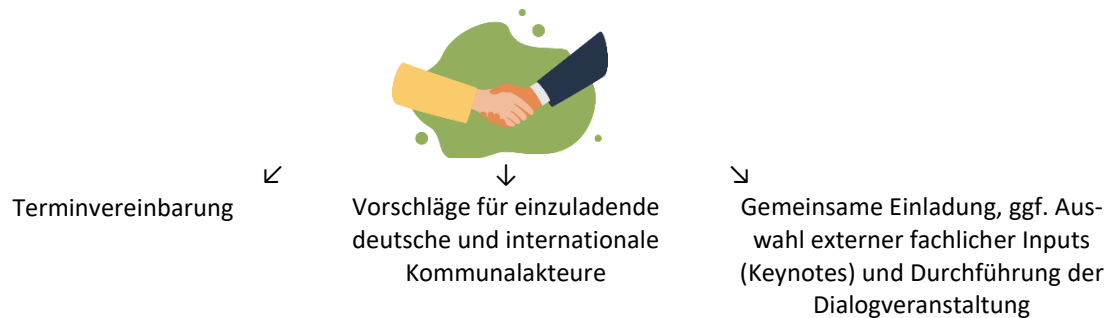 ↙ ↓ ↘
Terminvereinbarung
Vorschläge für einzuladende
deutsche und internationale
Kommunalakteure
Gemeinsame Einladung, ggf. Aus-
wahl externer fachlicher Inputs
(Keynotes) und Durchführung der
Dialogveranstaltung